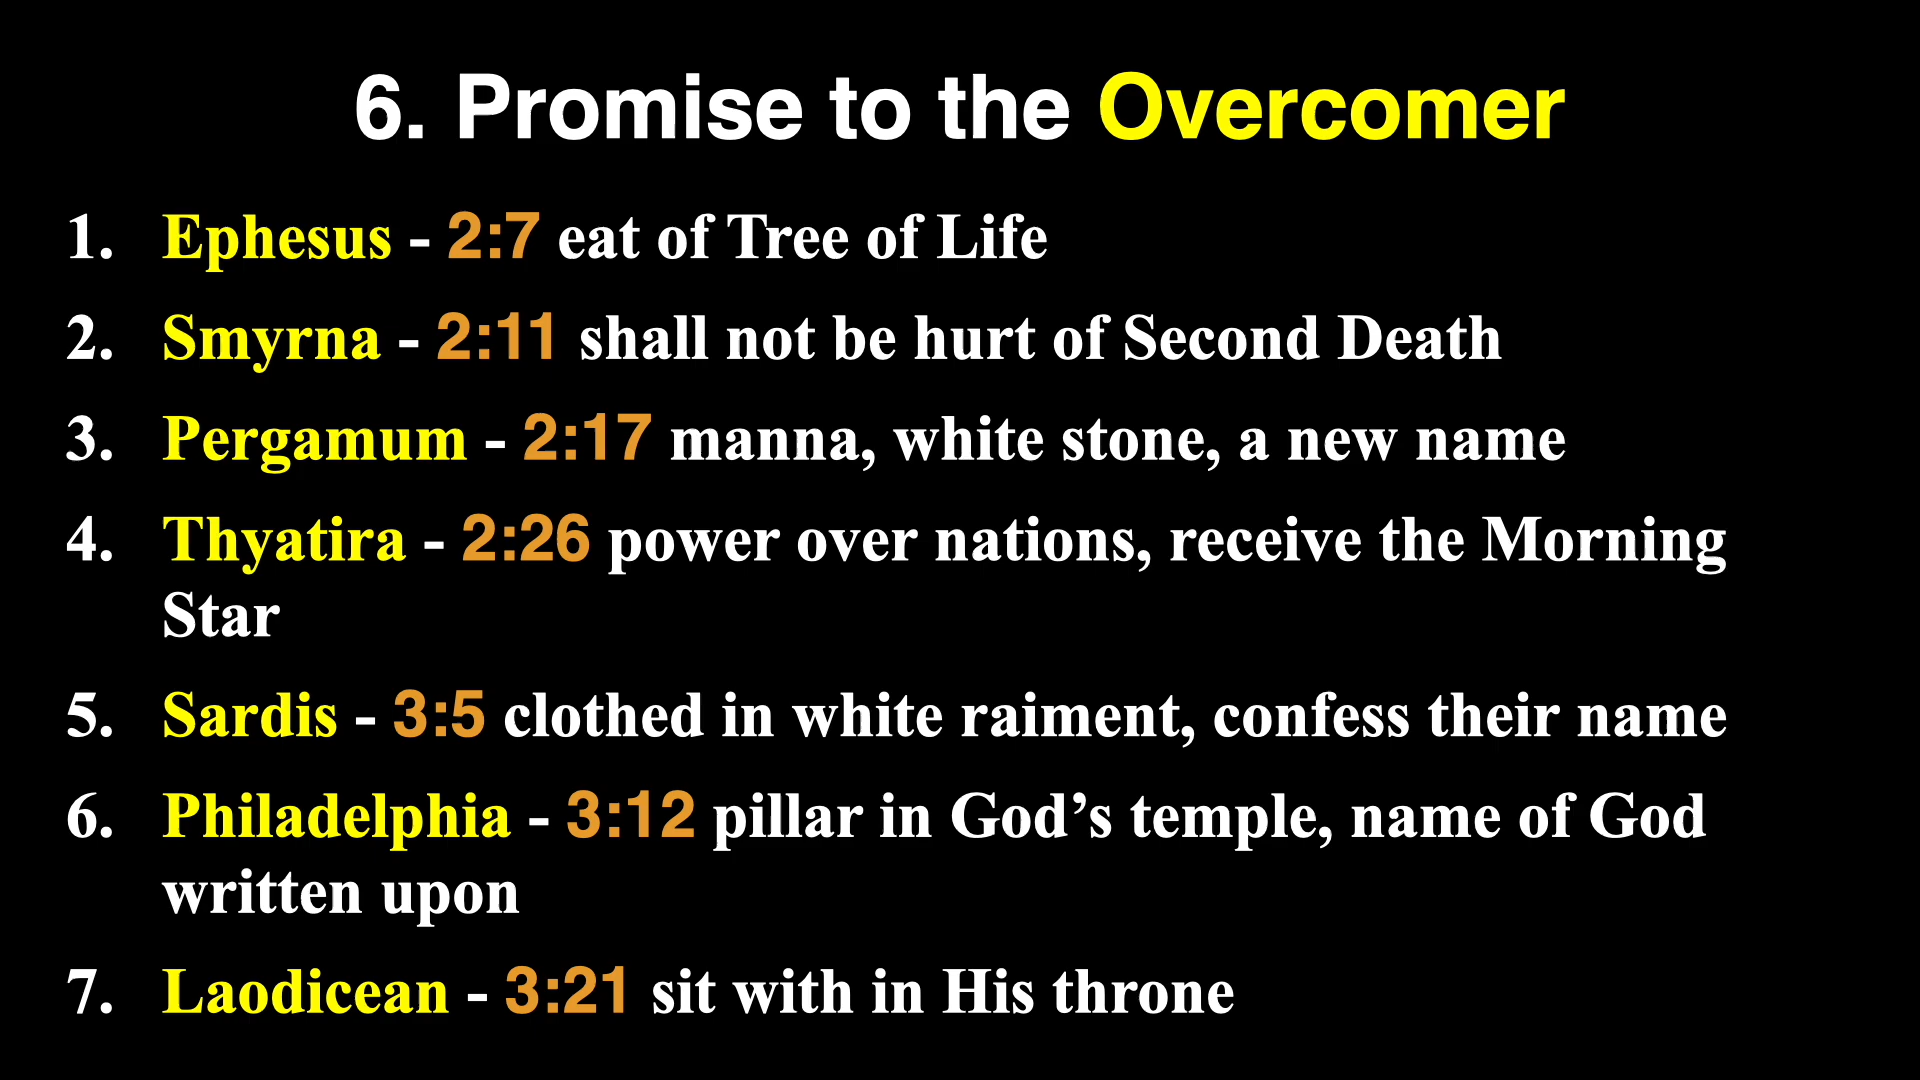 6. Promise to the Overcomer
1. Ephesus - 2:7 eat of Tree of Life
2. Smyrna - 2:11 shall not be hurt of Second Death
3. Pergamum - 2:17 manna, white stone, a new name
4. Thyatira - 2:26 power over nations, receive the Morning
Star
5. Sardis - 3:5 clothed in white raiment, confess their name
6. Philadelphia - 3:12 pillar in God’s temple, name of God
written upon
7. Laodicean - 3:21 sit with in His throne